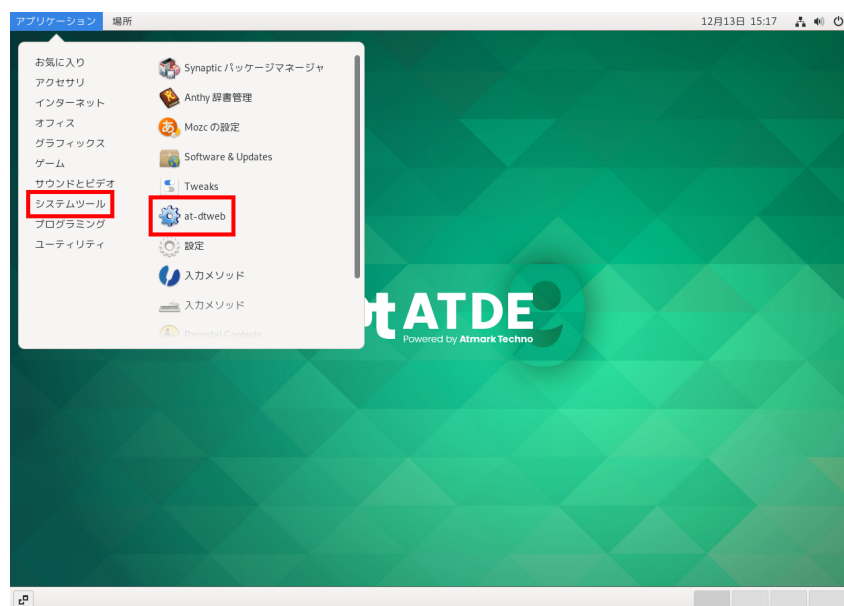 アプリケーション 場所 12月13日 15:17
お気に入り
アクセサリ
インターネット
オフィス
グラフィックス
ゲーム
サウンドとビデオ
システムツール
プログラミング
ユーティリティ
Synaptic パッケージマネージャ
Anthy 辞書管理
あ Mozc の設定
Software & Updates
Tweaks
at-dtweb
設定
入力メソッド
入力メソッド
Parental Controls
ATDE
9
Powered by Atmark Techno